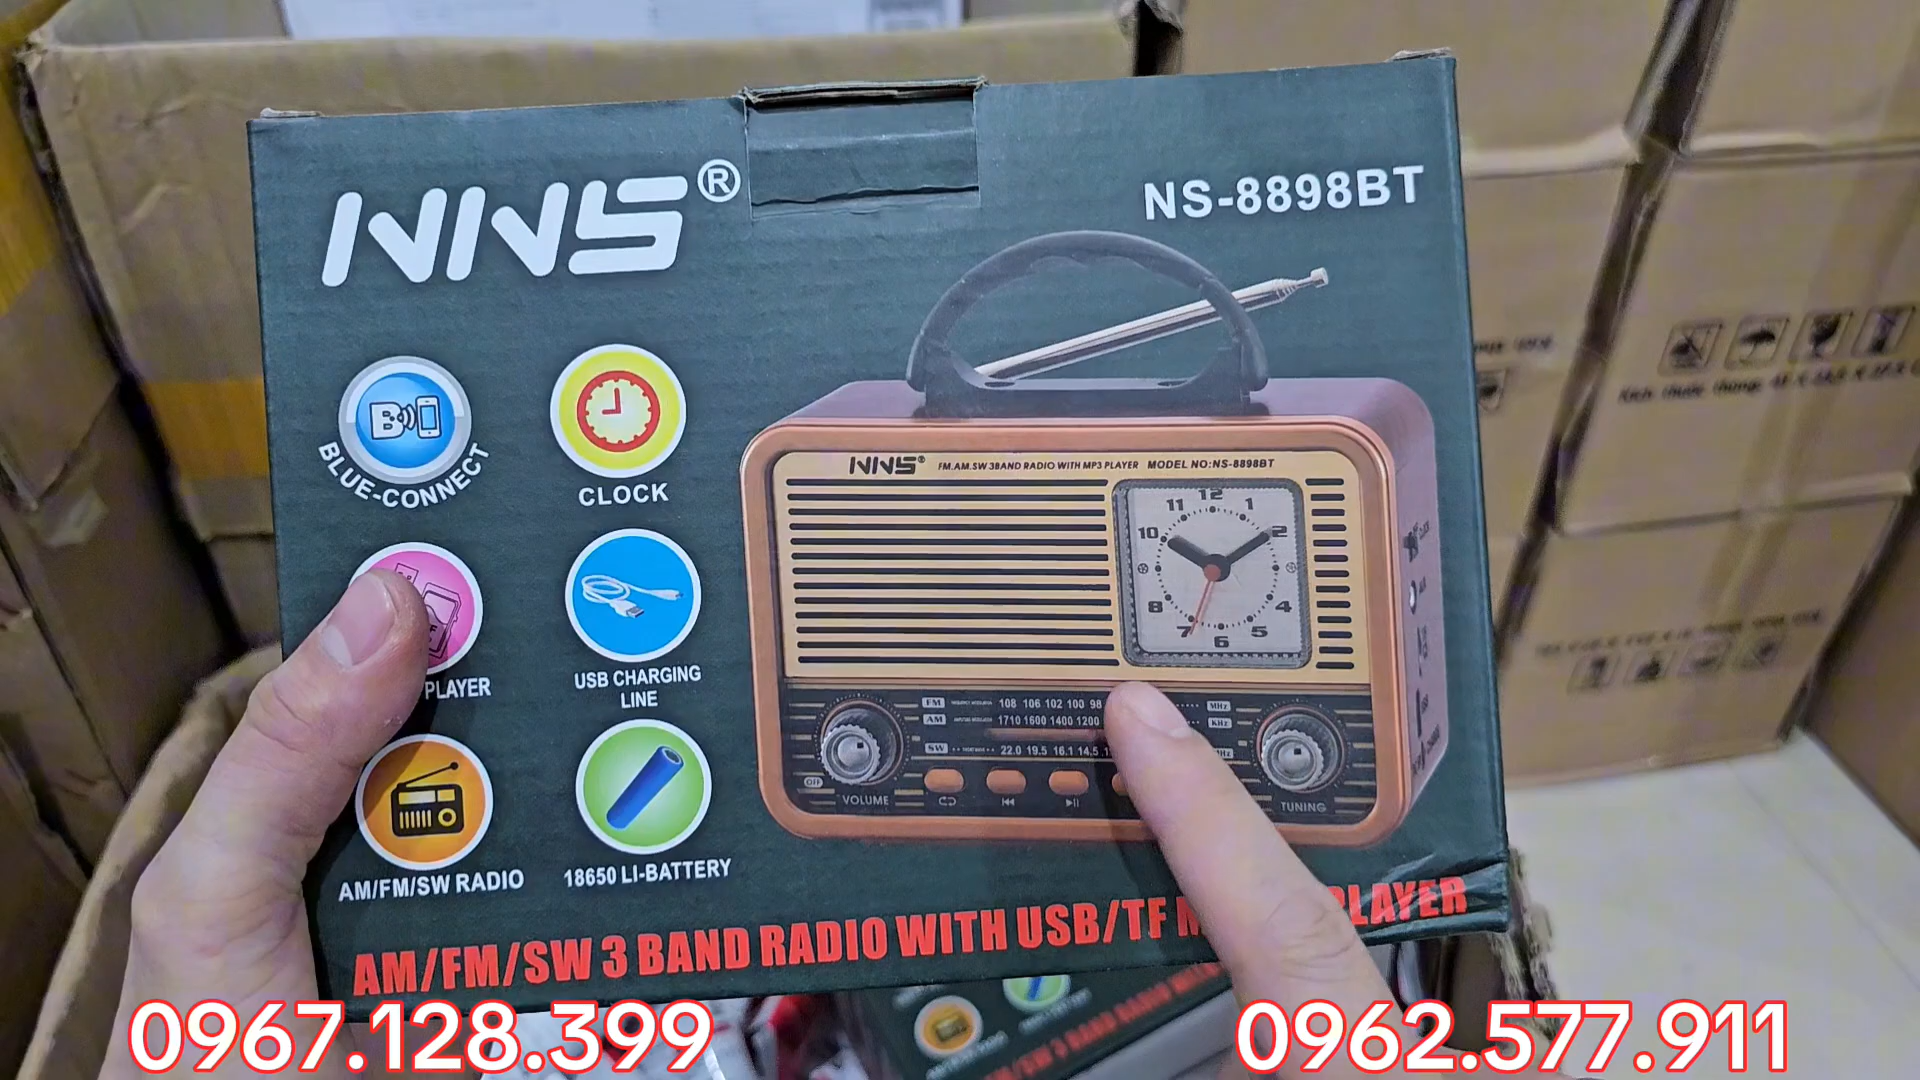 NNS®
NS-8898BT
BLUE-CONNECT
CLOCK
PLAYER
USB CHARGING
LINE
AM/FM/SW RADIO
18650 LI-BATTERY
NNS® FM.AM.SW 3BAND RADIO WITH MP3 PLAYER MODEL NO:NS-8898BT
12
11 1
10 2
8 4
7 5
6
FM 108 106 102 100 98 MHz
AM 1710 1600 1400 1200 KHz
SW 22.0 19.5 16.1 14.5
OFF
VOLUME
TUNING
AM/FM/SW 3 BAND RADIO WITH USB/TF PLAYER
0967.128.399
0962.577.911